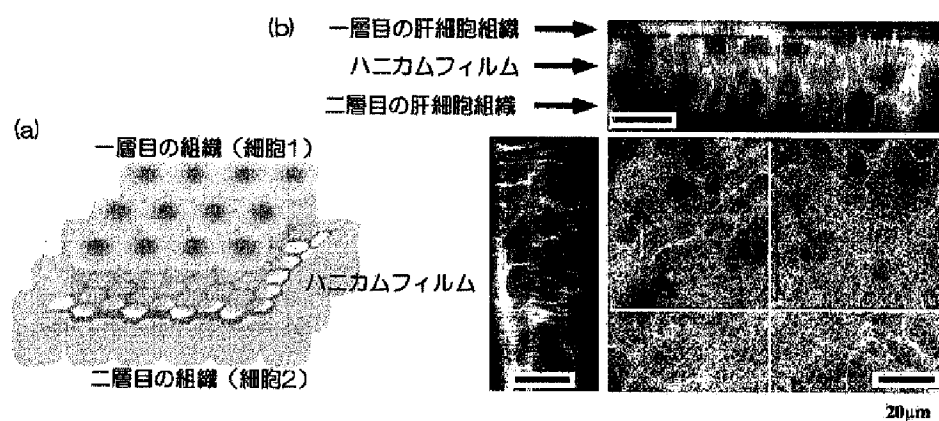 (b)
一層目の肝細胞組織
ハニカムフィルム
二層目の肝細胞組織
(a)
一層目の組織（細胞1）
ハニカムフィルム
二層目の組織（細胞2）
20μm